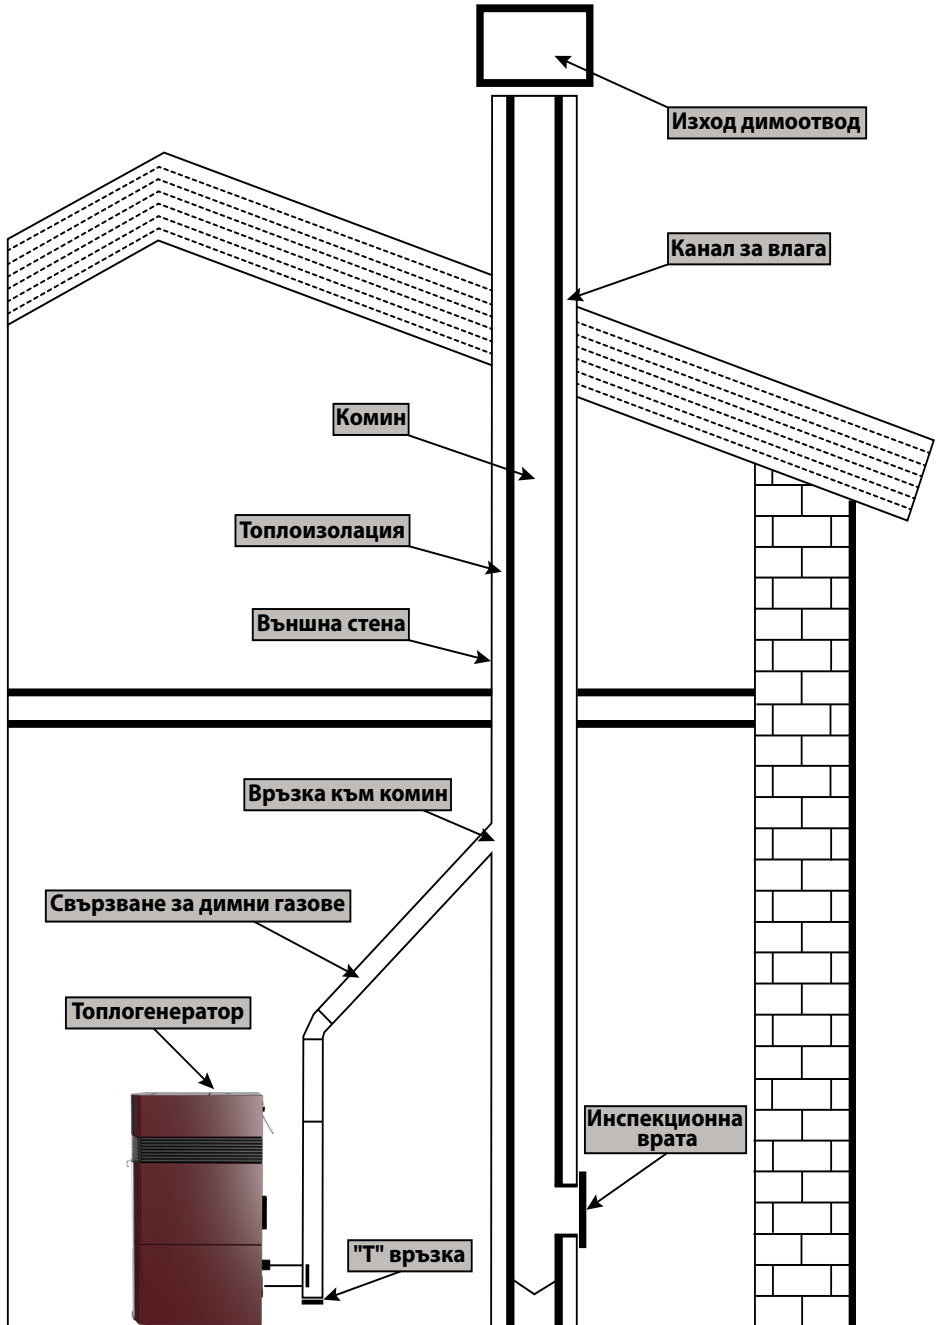 Изход димоотвод
Канал за влага
Комин
Топлоизолация
Външна стена
Връзка към комин
Свързване за димни газове
Топлогенератор
Инспекционна
врата
"T" връзка